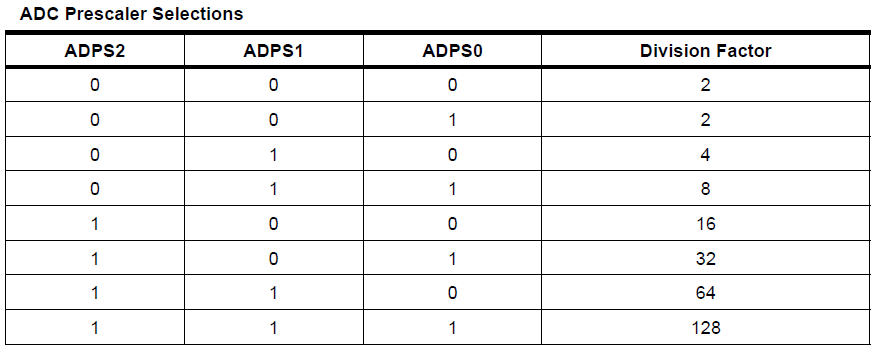 ADC Prescaler Selections
ADPS2 ADPS1 ADPS0 Division Factor
0 0 0 2
0 0 1 2
0 1 0 4
0 1 1 8
1 0 0 16
1 0 1 32
1 1 0 64
1 1 1 128